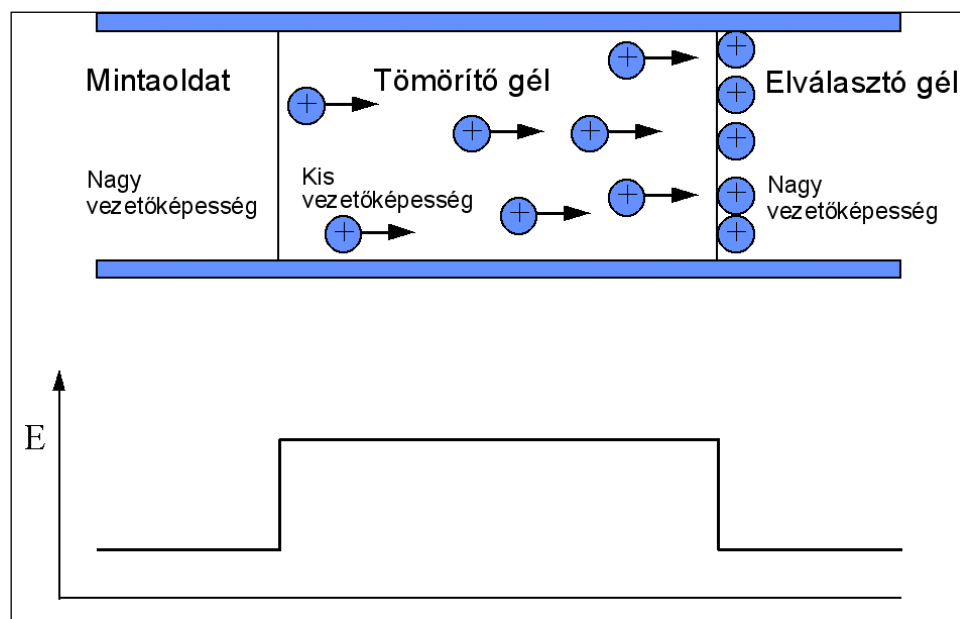 Mintaoldat
Tömörítő gél
Elválasztó gél
Nagy
vezetőképesség
Kis
vezetőképesség
Nagy
vezetőképesség
+
+
+
+
+
+
+
+
+
+
+
+
E